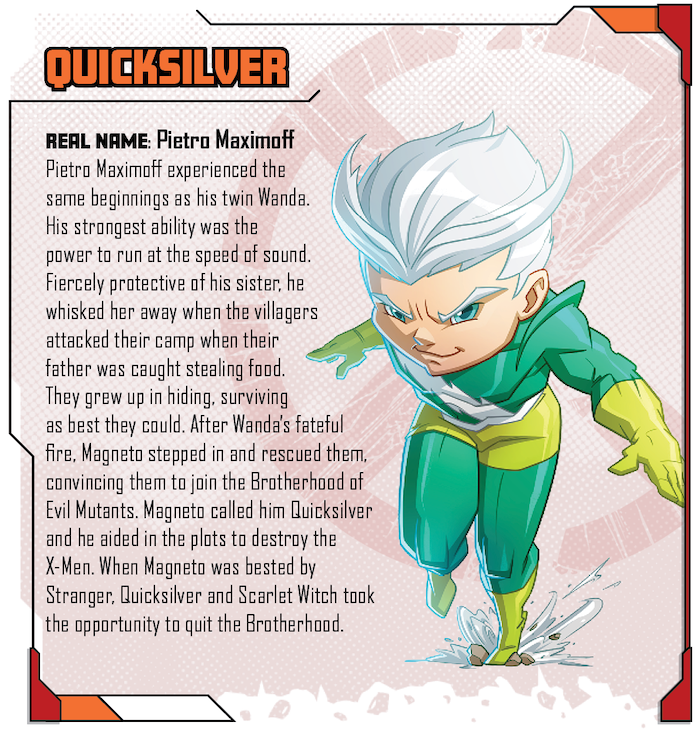 QUICKSILVER
REAL NAME: Pietro Maximoff
Pietro Maximoff experienced the
same beginnings as his twin Wanda.
His strongest ability was the
power to run at the speed of sound.
Fiercely protective of his sister, he
whisked her away when the villagers
attacked their camp when their
father was caught stealing food.
They grew up in hiding, surviving
as best they could. After Wanda's fateful
fire, Magneto stepped in and rescued them,
convincing them to join the Brotherhood of
Evil Mutants. Magneto called him Quicksilver
and he aided in the plots to destroy the
X-Men. When Magneto was bested by
Stranger, Quicksilver and Scarlet Witch took
the opportunity to quit the Brotherhood.